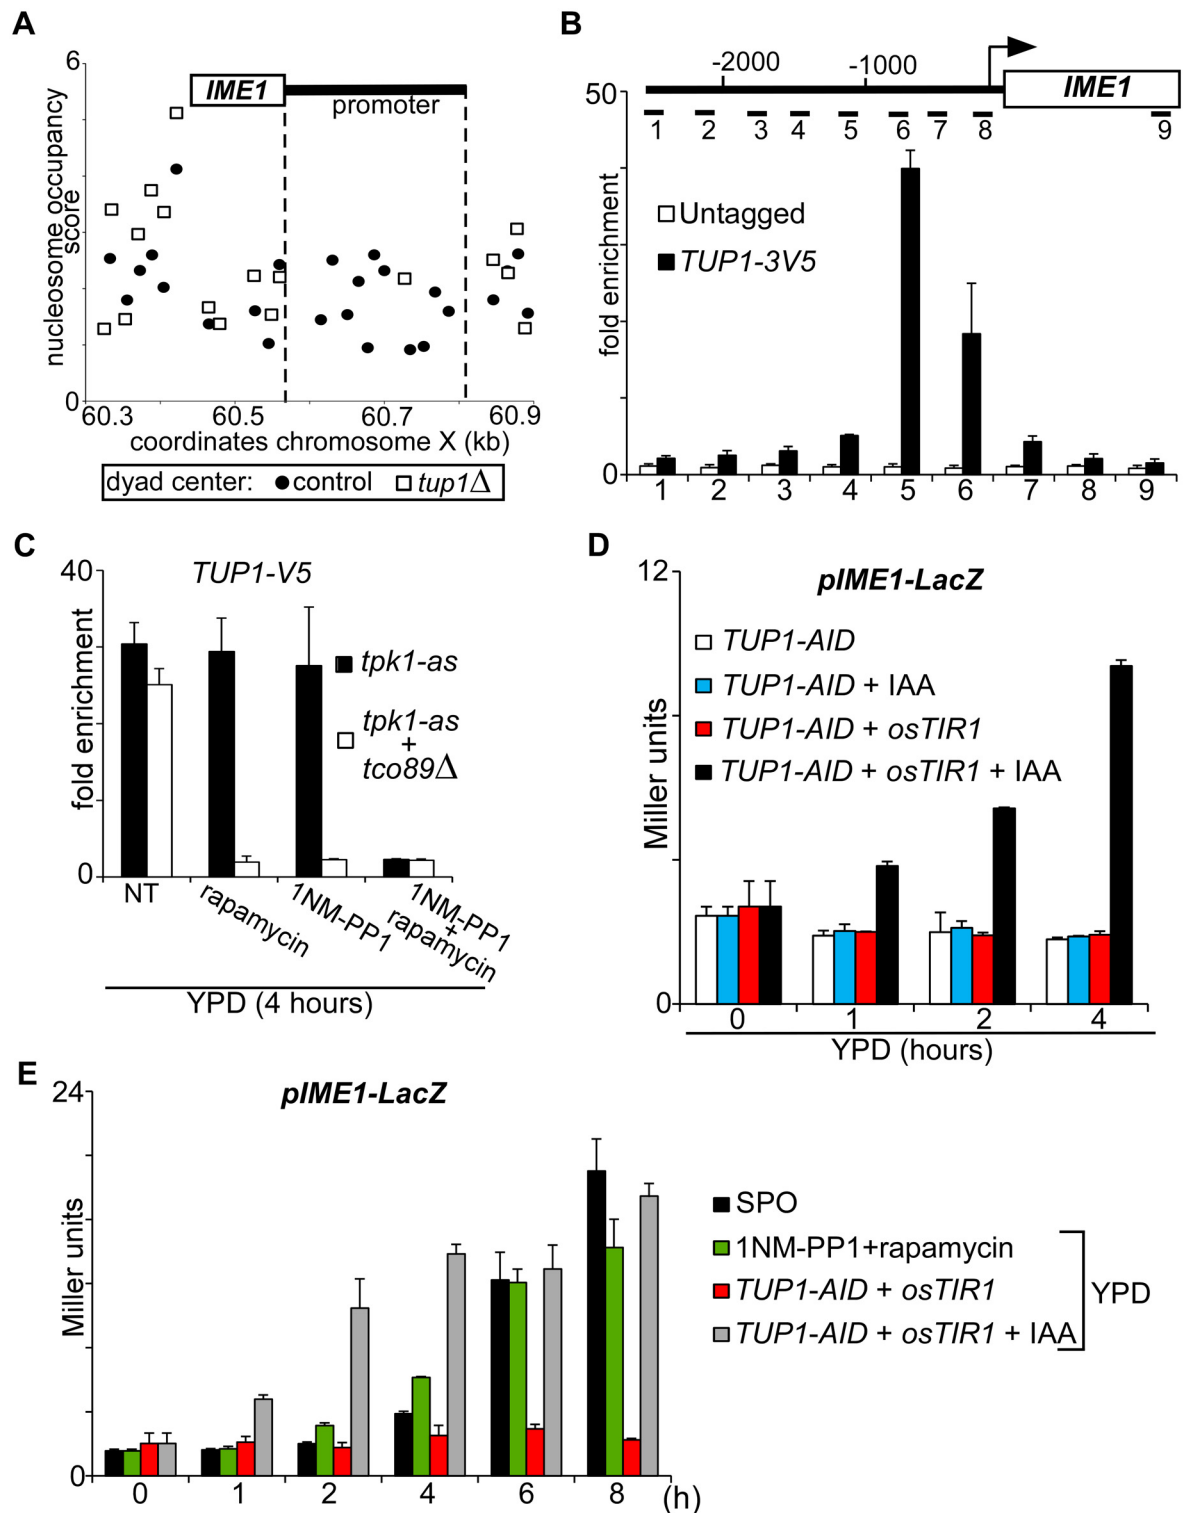 A
6
IME1
promoter
nucleosome occupancy
score
0
60.3
60.5
60.7
60.9
coordinates chromosome X (kb)
dyad center: control tup1Δ
B
-2000
-1000
IME1
50
1 2 3 4 5 6 7 8 9
fold enrichment
Untagged
TUP1-3V5
0
1 2 3 4 5 6 7 8 9
C
TUP1-V5
40
fold enrichment
tpk1-as
tpk1-as
+
tco89Δ
0
NT
rapamycin
1NM-PP1
1NM-PP1
+
rapamycin
YPD (4 hours)
D
pIME1-LacZ
12
Miller units
TUP1-AID
TUP1-AID + IAA
TUP1-AID + osTIR1
TUP1-AID + osTIR1 + IAA
0
0 1 2 4
YPD (hours)
E
pIME1-LacZ
24
Miller units
SPO
1NM-PP1+rapamycin
TUP1-AID + osTIR1
TUP1-AID + osTIR1 + IAA
YPD
0
0 1 2 4 6 8 (h)